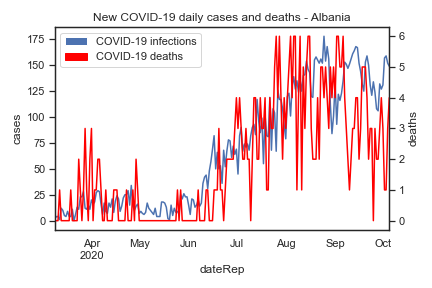 New COVID-19 daily cases and deaths - Albania
COVID-19 infections
COVID-19 deaths
cases
175
150
125
100
75
50
25
0
deaths
6
5
4
3
2
1
0
Apr May Jun Jul Aug Sep Oct
2020
dateRep